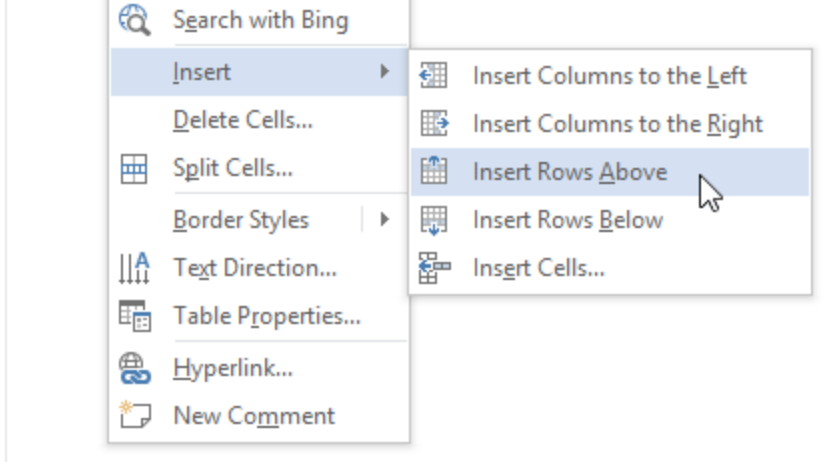 Search with Bing
Insert
Delete Cells...
Split Cells...
Border Styles
Text Direction...
Table Properties...
Hyperlink...
New Comment
Insert Columns to the Left
Insert Columns to the Right
Insert Rows Above
Insert Rows Below
Insert Cells...